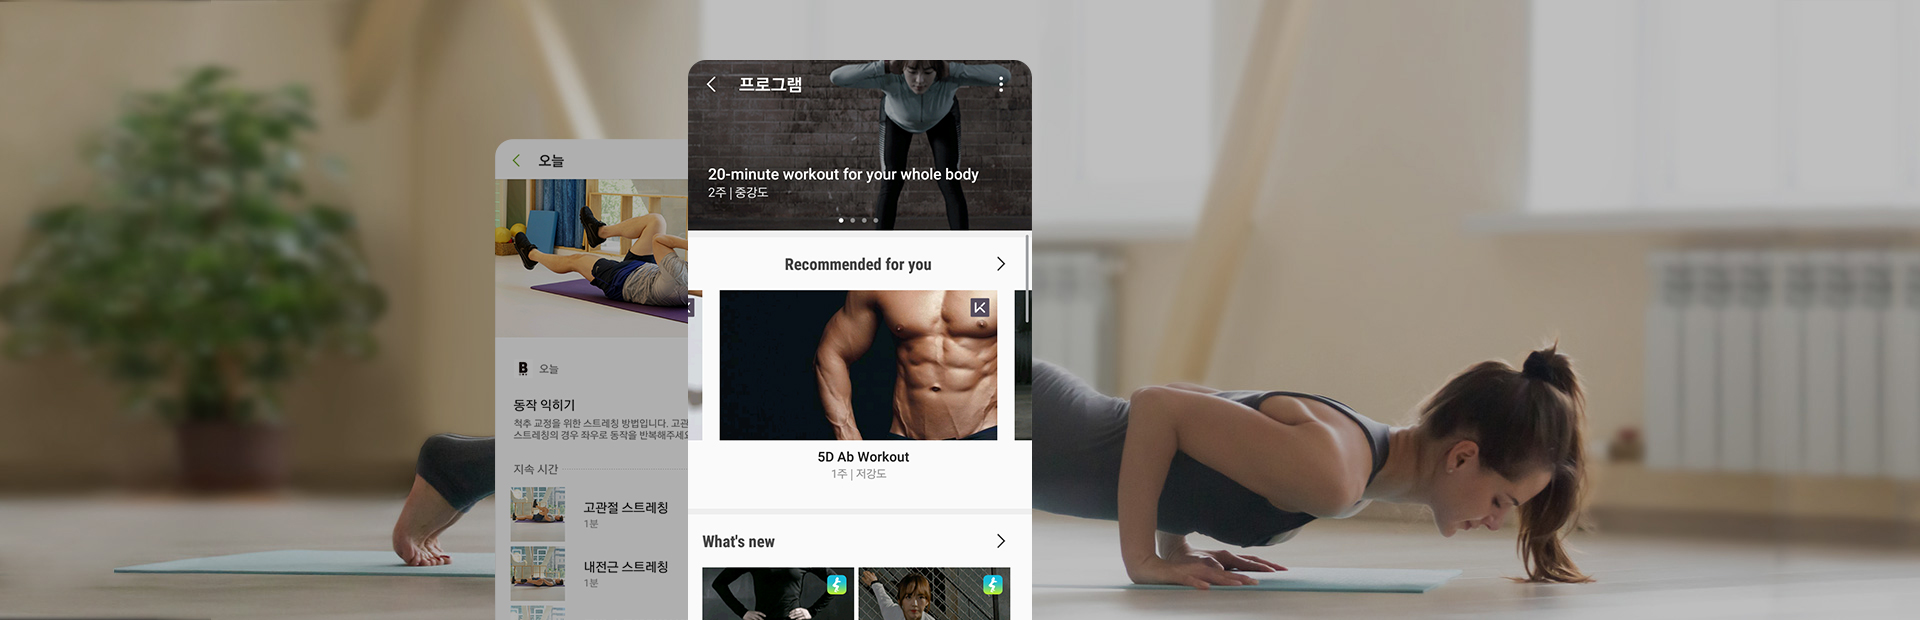 오늘
B 오늘
동작 익히기
척추 교정을 위한 스트레칭 방법입니다. 고관
스트레칭의 경우 좌우로 동작을 반복해주세요
지속 시간
고관절 스트레칭
1분
내전근 스트레칭
1분
프로그램
20-minute workout for your whole body
2주 | 중강도
Recommended for you
5D Ab Workout
1주 | 저강도
What's new